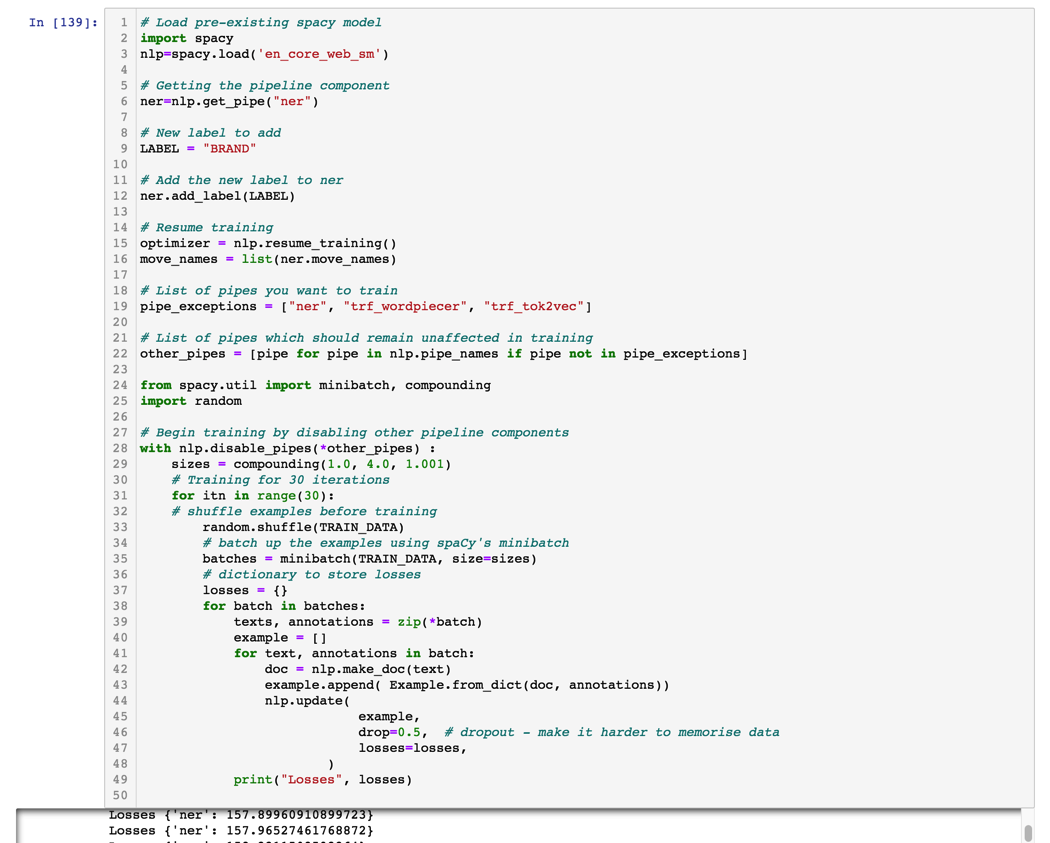 In [139]:
1 # Load pre-existing spacy model
2 import spacy
3 nlp=spacy.load('en_core_web_sm')
4
5 # Getting the pipeline component
6 ner=nlp.get_pipe("ner")
7
8 # New label to add
9 LABEL = "BRAND"
10
11 # Add the new label to ner
12 ner.add_label(LABEL)
13
14 # Resume training
15 optimizer = nlp.resume_training()
16 move_names = list(ner.move_names)
17
18 # List of pipes you want to train
19 pipe_exceptions = ["ner", "trf_wordpiecer", "trf_tok2vec"]
20
21 # List of pipes which should remain unaffected in training
22 other_pipes = [pipe for pipe in nlp.pipe_names if pipe not in pipe_exceptions]
23
24 from spacy.util import minibatch, compounding
25 import random
26
27 # Begin training by disabling other pipeline components
28 with nlp.disable_pipes(*other_pipes) :
29     sizes = compounding(1.0, 4.0, 1.001)
30     # Training for 30 iterations
31     for itn in range(30):
32     # shuffle examples before training
33         random.shuffle(TRAIN_DATA)
34         # batch up the examples using spaCy's minibatch
35         batches = minibatch(TRAIN_DATA, size=sizes)
36         # dictionary to store losses
37         losses = {}
38         for batch in batches:
39             texts, annotations = zip(*batch)
40             example = []
41             for text, annotations in batch:
42                 doc = nlp.make_doc(text)
43                 example.append( Example.from_dict(doc, annotations))
44                 nlp.update(
45                             example,
46                             drop=0.5,  # dropout - make it harder to memorise data
47                             losses=losses,
48                         )
49             print("Losses", losses)
50
Losses {'ner': 157.89960910899723}
Losses {'ner': 157.96527461768872}